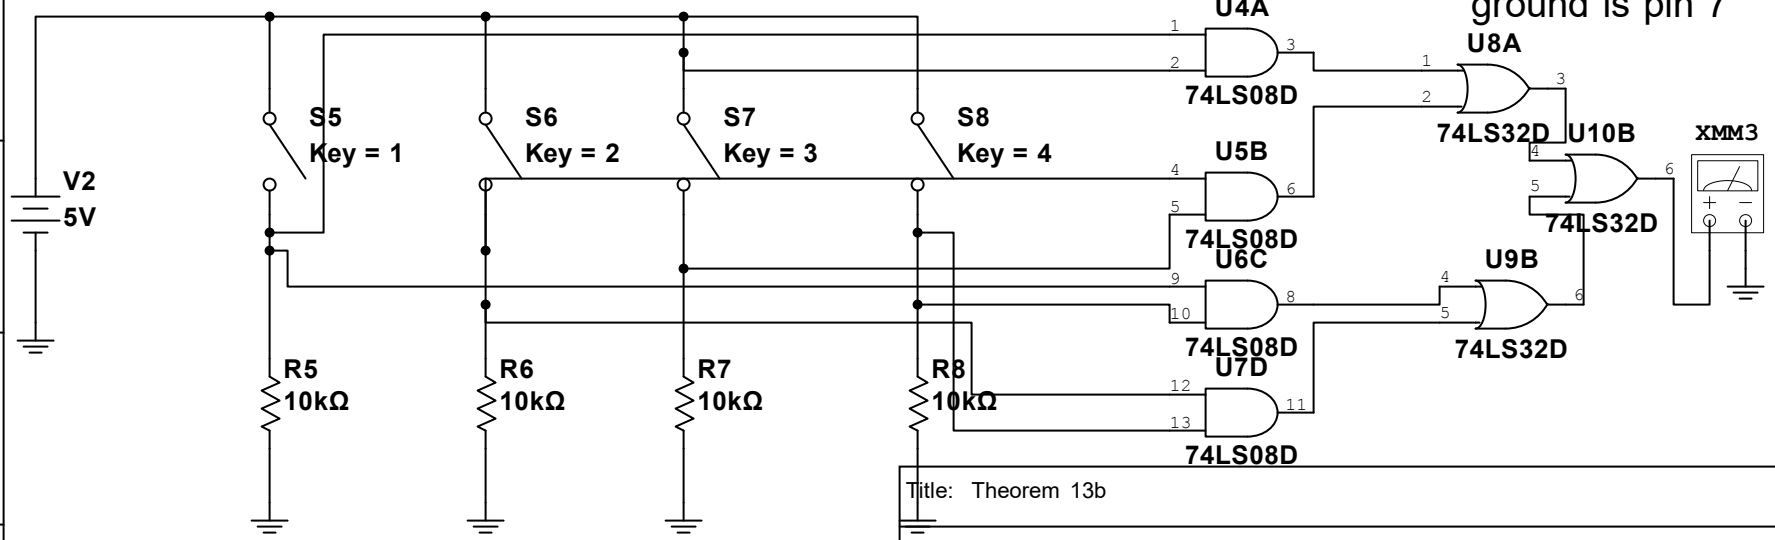 ground is pin 7
U4A
1
2
3
74LS08D
U8A
1
2
3
74LS32D
S5
Key = 1
S6
Key = 2
S7
Key = 3
S8
Key = 4
V2
5V
U5B
4
5
6
74LS08D
U10B
4
5
6
74LS32D
XMM3
+
−
U6C
9
10
8
74LS08D
U9B
4
5
6
74LS32D
R5
10kΩ
R6
10kΩ
R7
10kΩ
R8
10kΩ
U7D
12
13
11
74LS08D
Title: Theorem 13b